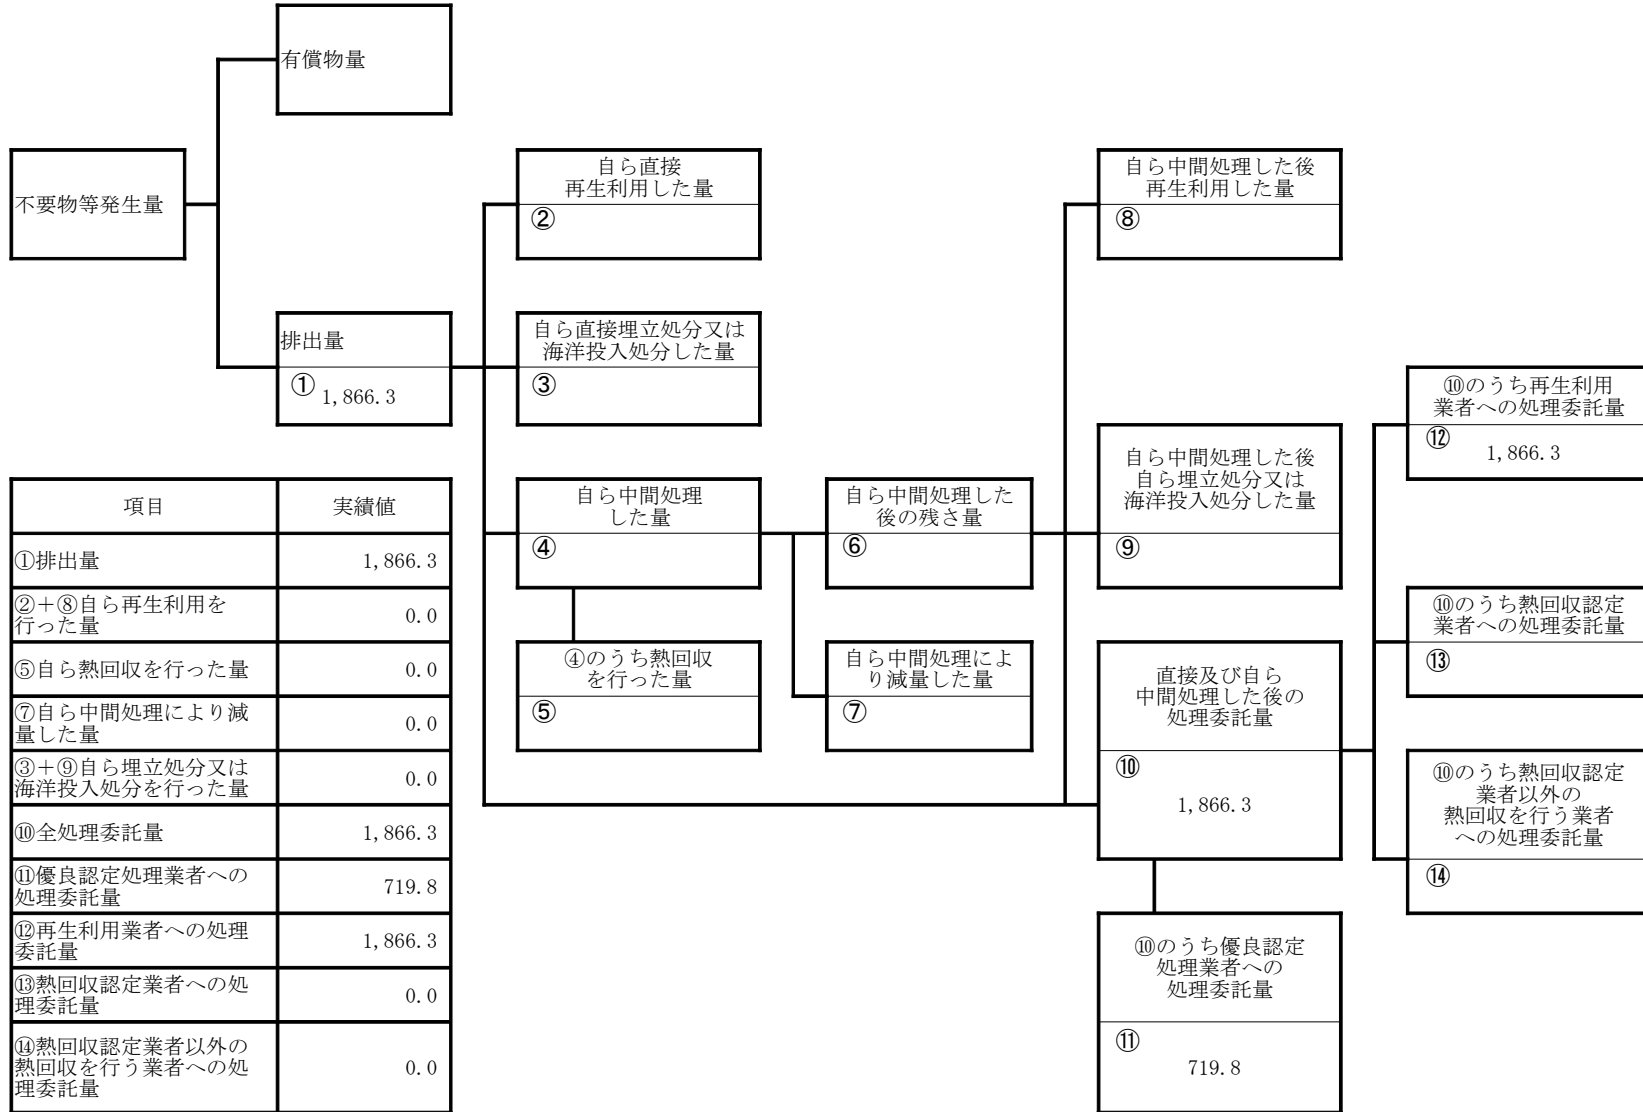 有償物量
不要物等発生量
自ら直接
再生利用した量
②
自ら中間処理した後
再生利用した量
⑧
排出量
① 1,866.3
自ら直接埋立処分又は
海洋投入処分した量
③
⑩のうち再生利用
業者への処理委託量
⑫
1,866.3
自ら中間処理した後
自ら埋立処分又は
海洋投入処分した量
⑨
自ら中間処理
した量
④
自ら中間処理した
後の残さ量
⑥
④のうち熱回収
を行った量
⑤
自ら中間処理によ
り減量した量
⑦
⑩のうち熱回収認定
業者への処理委託量
⑬
直接及び自ら
中間処理した後の
処理委託量
⑩
1,866.3
⑩のうち熱回収認定
業者以外の
熱回収を行う業者
への処理委託量
⑭
⑩のうち優良認定
処理業者への
処理委託量
⑪
719.8
項目 実績値
①排出量 1,866.3
②+⑧自ら再生利用を
行った量 0.0
⑤自ら熱回収を行った量 0.0
⑦自ら中間処理により減
量した量 0.0
③+⑨自ら埋立処分又は
海洋投入処分を行った量 0.0
⑩全処理委託量 1,866.3
⑪優良認定処理業者への
処理委託量 719.8
⑫再生利用業者への処理
委託量 1,866.3
⑬熱回収認定業者への処
理委託量 0.0
⑭熱回収認定業者以外の
熱回収を行う業者への処
理委託量 0.0